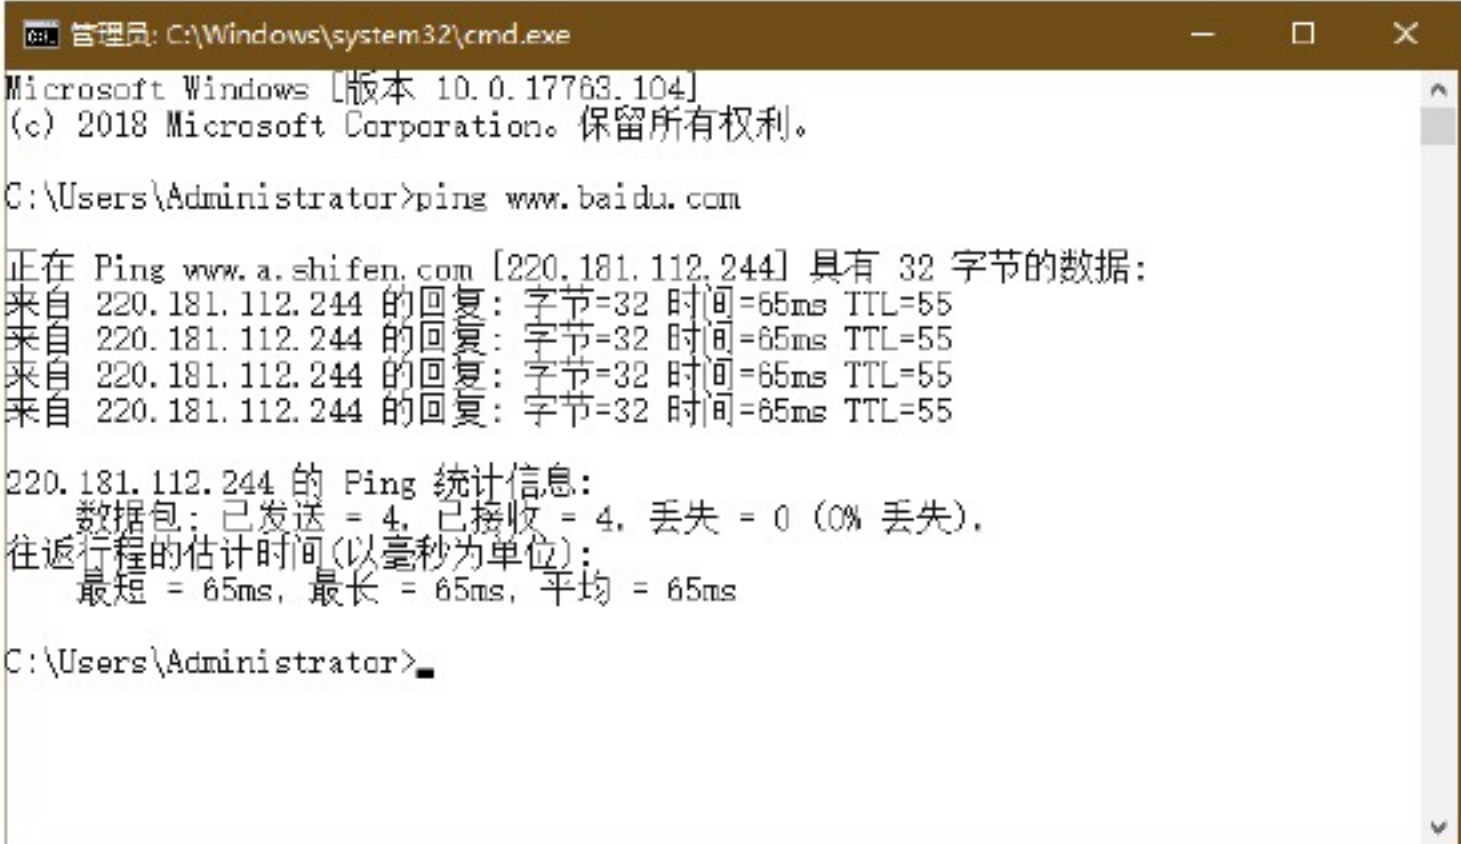 管理员: C:\Windows\system32\cmd.exe
Microsoft Windows [版本 10.0.17763.104]
(c) 2018 Microsoft Corporation。保留所有权利。
C:\Users\Administrator>ping www.baidu.com
正在 Ping www.a.shifen.com [220.181.112.244] 具有 32 字节的数据:
来自 220.181.112.244 的回复: 字节=32 时间=65ms TTL=55
来自 220.181.112.244 的回复: 字节=32 时间=65ms TTL=55
来自 220.181.112.244 的回复: 字节=32 时间=65ms TTL=55
来自 220.181.112.244 的回复: 字节=32 时间=65ms TTL=55
220.181.112.244 的 Ping 统计信息:
数据包: 已发送 = 4, 已接收 = 4, 丢失 = 0 (0% 丢失),
往返行程的估计时间(以毫秒为单位):
最短 = 65ms, 最长 = 65ms, 平均 = 65ms
C:\Users\Administrator>